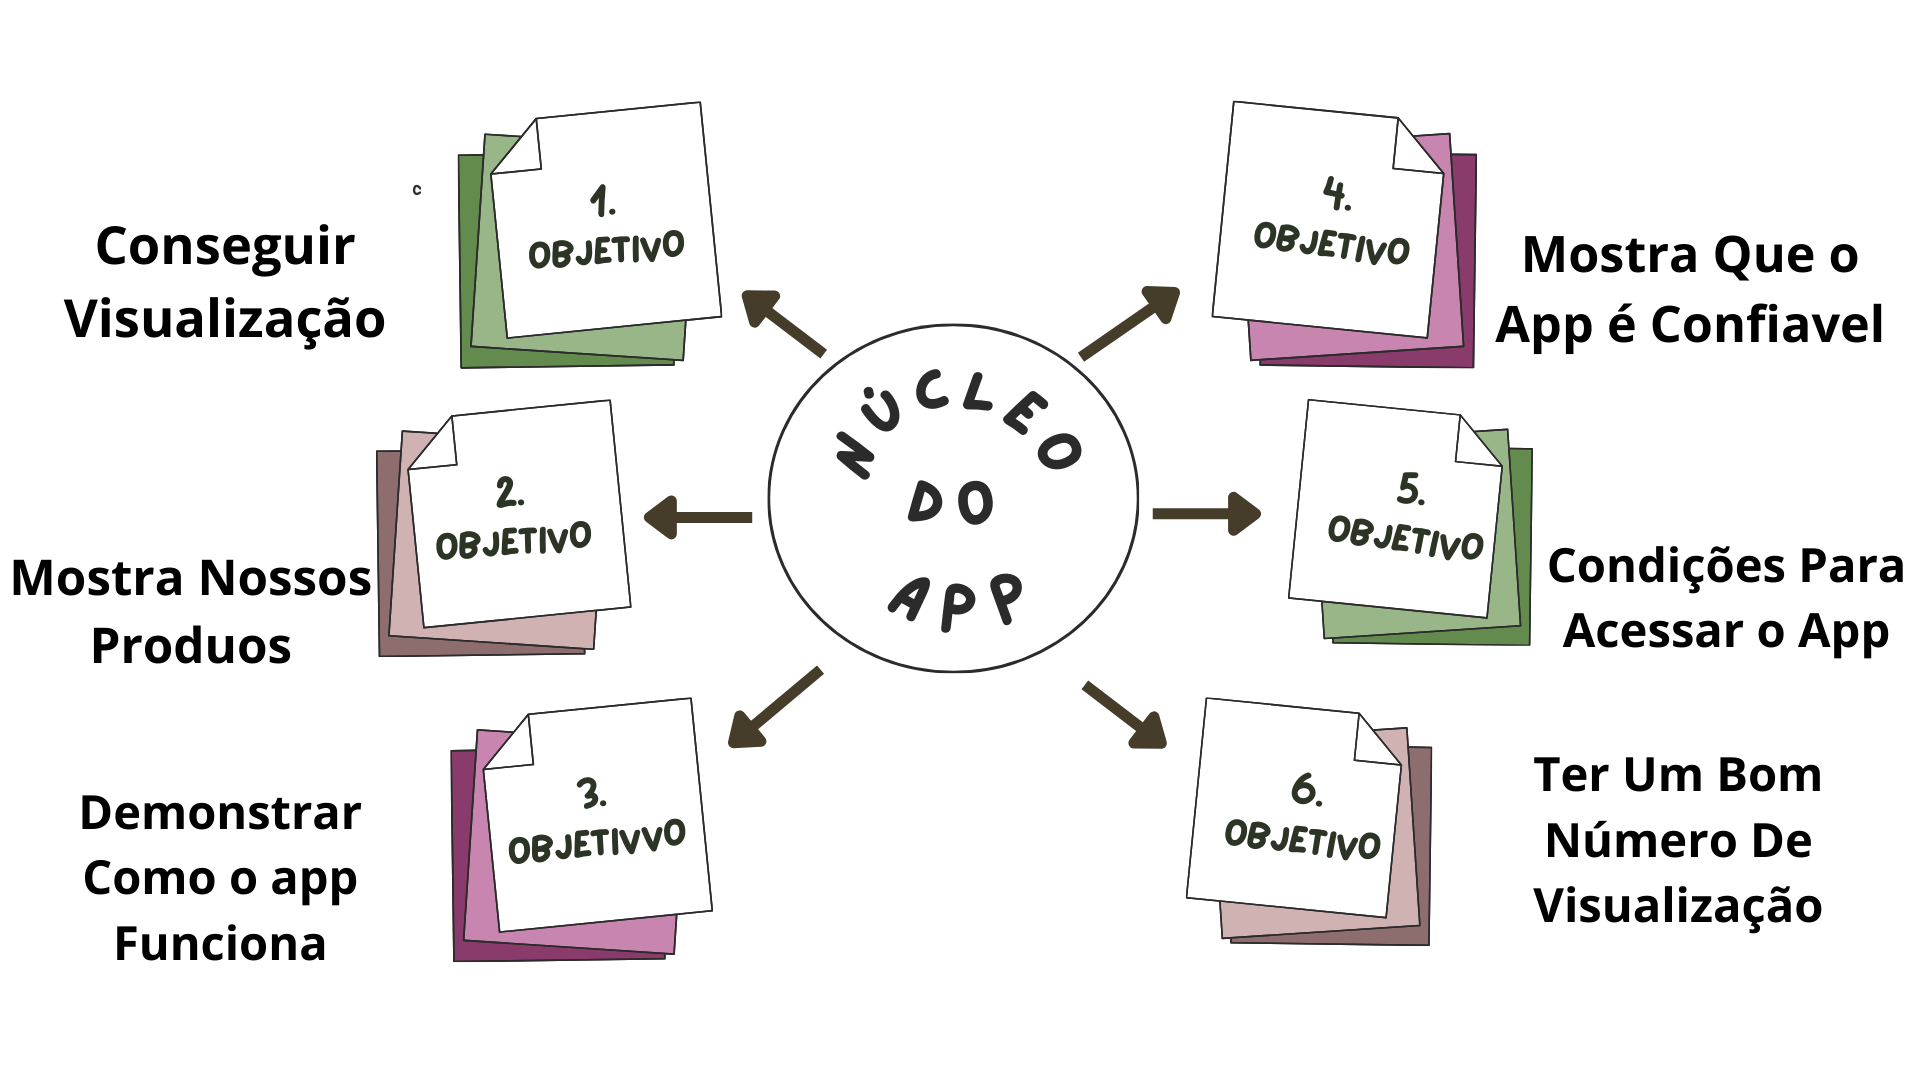 c
1.
OBJETIVO
Conseguir
Visualização
2.
OBJETIVO
Mostra Nossos
Produos
3.
OBJETIVVO
Demonstrar
Como o app
Funciona
NÚCLEO
DO
APP
4.
OBJETIVO
Mostra Que o
App é Confiavel
5.
OBJETIVO
Condições Para
Acessar o App
6.
OBJETIVO
Ter Um Bom
Número De
Visualização